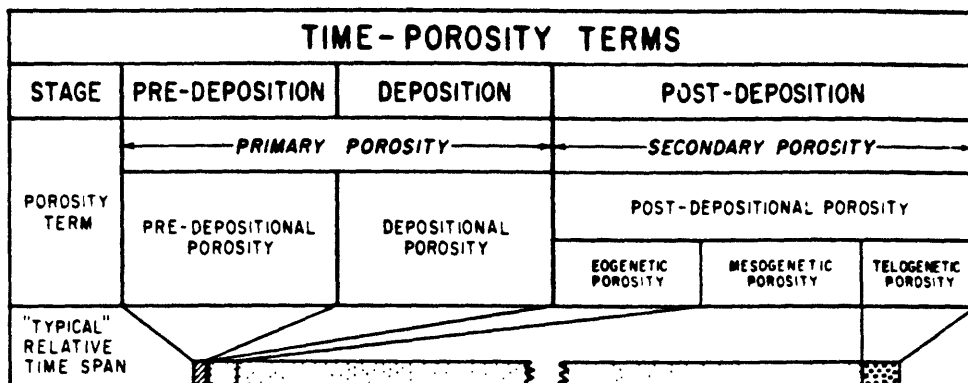 TIME-POROSITY TERMS
STAGE
PRE-DEPOSITION
DEPOSITION
POST-DEPOSITION
PRIMARY POROSITY
SECONDARY POROSITY
POROSITY
TERM
PRE-DEPOSITIONAL
POROSITY
DEPOSITIONAL
POROSITY
POST-DEPOSITIONAL POROSITY
EOGENETIC
POROSITY
MESOGENETIC
POROSITY
TELOGENETIC
POROSITY
"TYPICAL"
RELATIVE
TIME SPAN